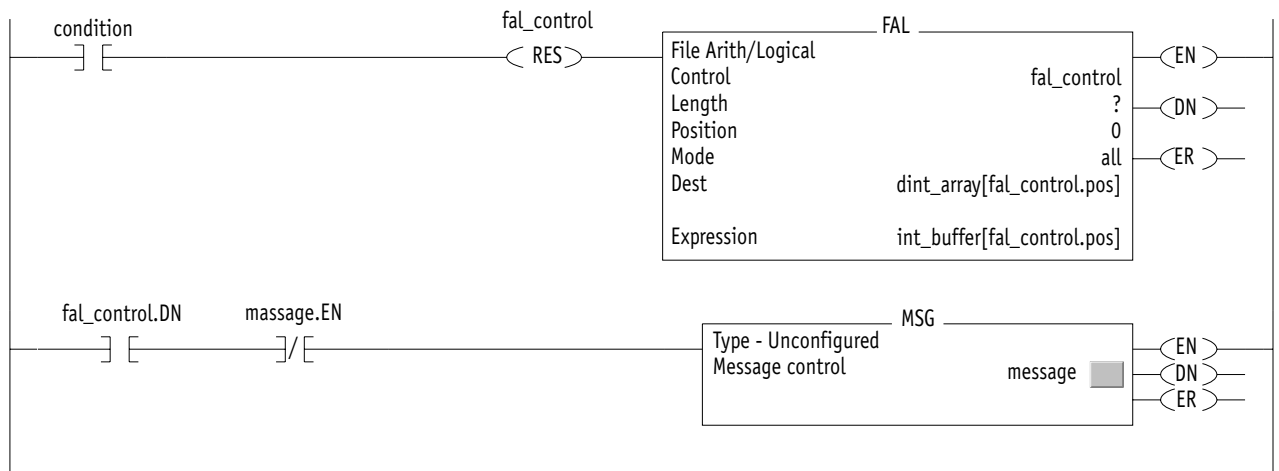 condition
fal_control
RES
FAL
File Arith/Logical
Control fal_control
Length ?
Position 0
Mode all
Dest dint_array[fal_control.pos]
Expression int_buffer[fal_control.pos]
EN
DN
ER
fal_control.DN
massage.EN
MSG
Type - Unconfigured
Message control message
EN
DN
ER